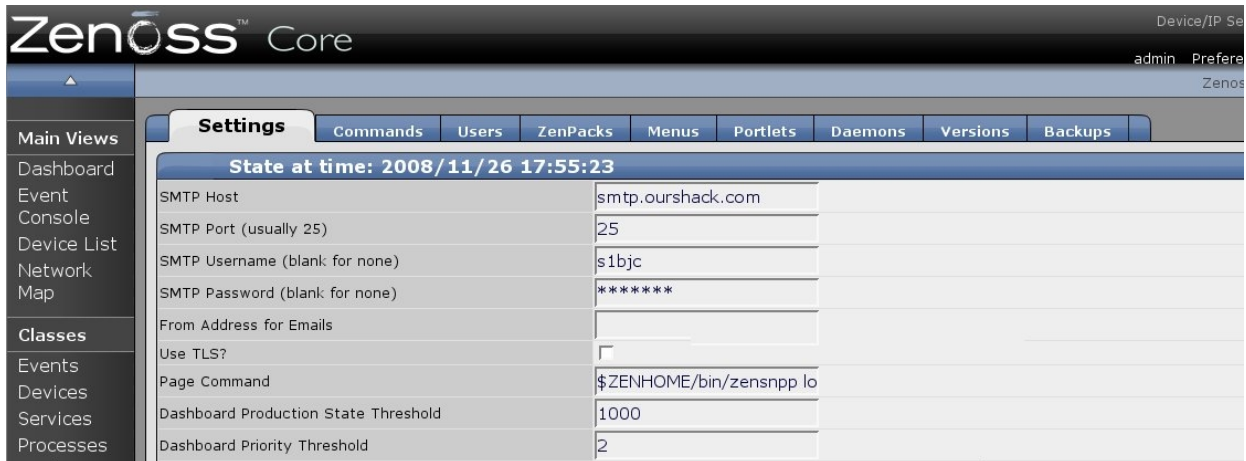 Zenoss™ Core
Device/IP Se
admin Prefere
Zenos
Main Views
Dashboard
Event
Console
Device List
Network
Map
Classes
Events
Devices
Services
Processes
Settings Commands Users ZenPacks Menus Portlets Daemons Versions Backups
State at time: 2008/11/26 17:55:23
SMTP Host smtp.ourshack.com
SMTP Port (usually 25) 25
SMTP Username (blank for none) s1bjc
SMTP Password (blank for none) *******
From Address for Emails
Use TLS?
Page Command $ZENHOME/bin/zensnpp lo
Dashboard Production State Threshold 1000
Dashboard Priority Threshold 2